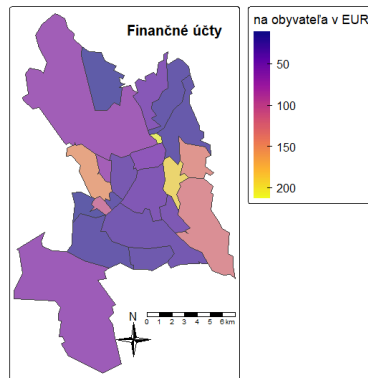 Finančné účty
N
0 1 2 3 4 5 6 km
na obyvateľa v EUR
50
100
150
200